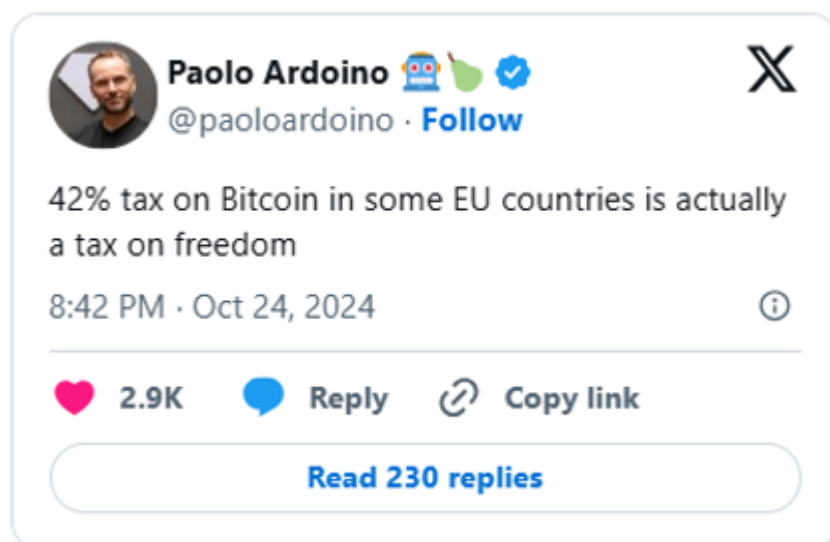 Paolo Ardoino 🤖🍐
@paoloardoino · Follow
42% tax on Bitcoin in some EU countries is actually
a tax on freedom
8:42 PM · Oct 24, 2024
2.9K Reply Copy link
Read 230 replies